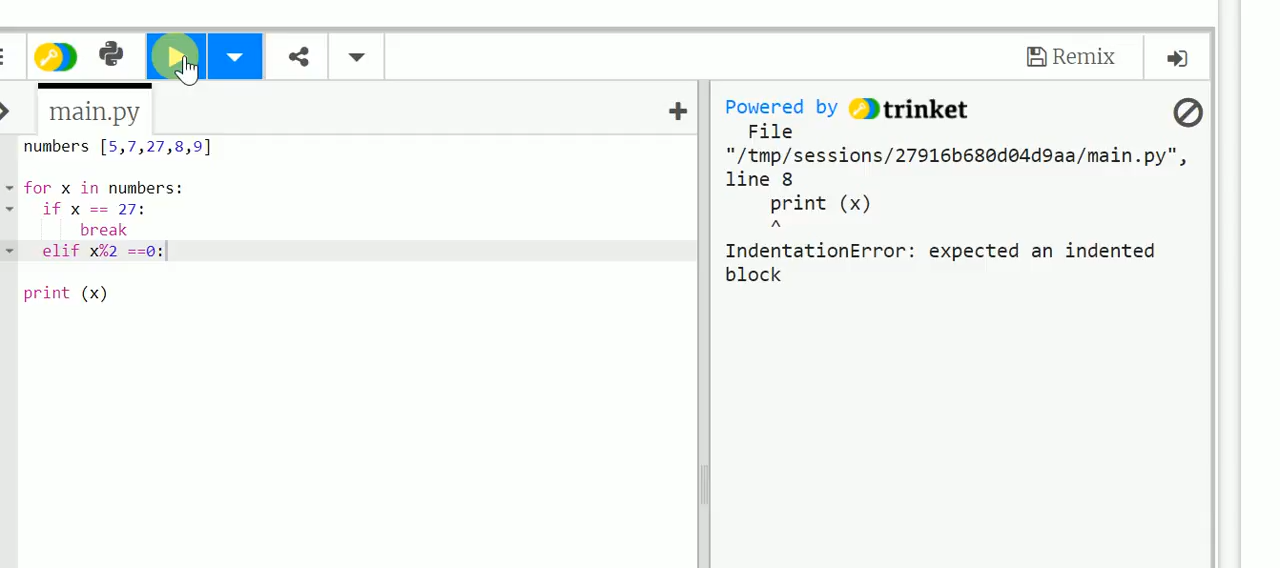 Remix
main.py
numbers [5,7,27,8,9]
for x in numbers:
if x == 27:
break
elif x%2 ==0:
print (x)
Powered by trinket
File
"/tmp/sessions/27916b680d04d9aa/main.py",
line 8
print (x)
^
IndentationError: expected an indented
block